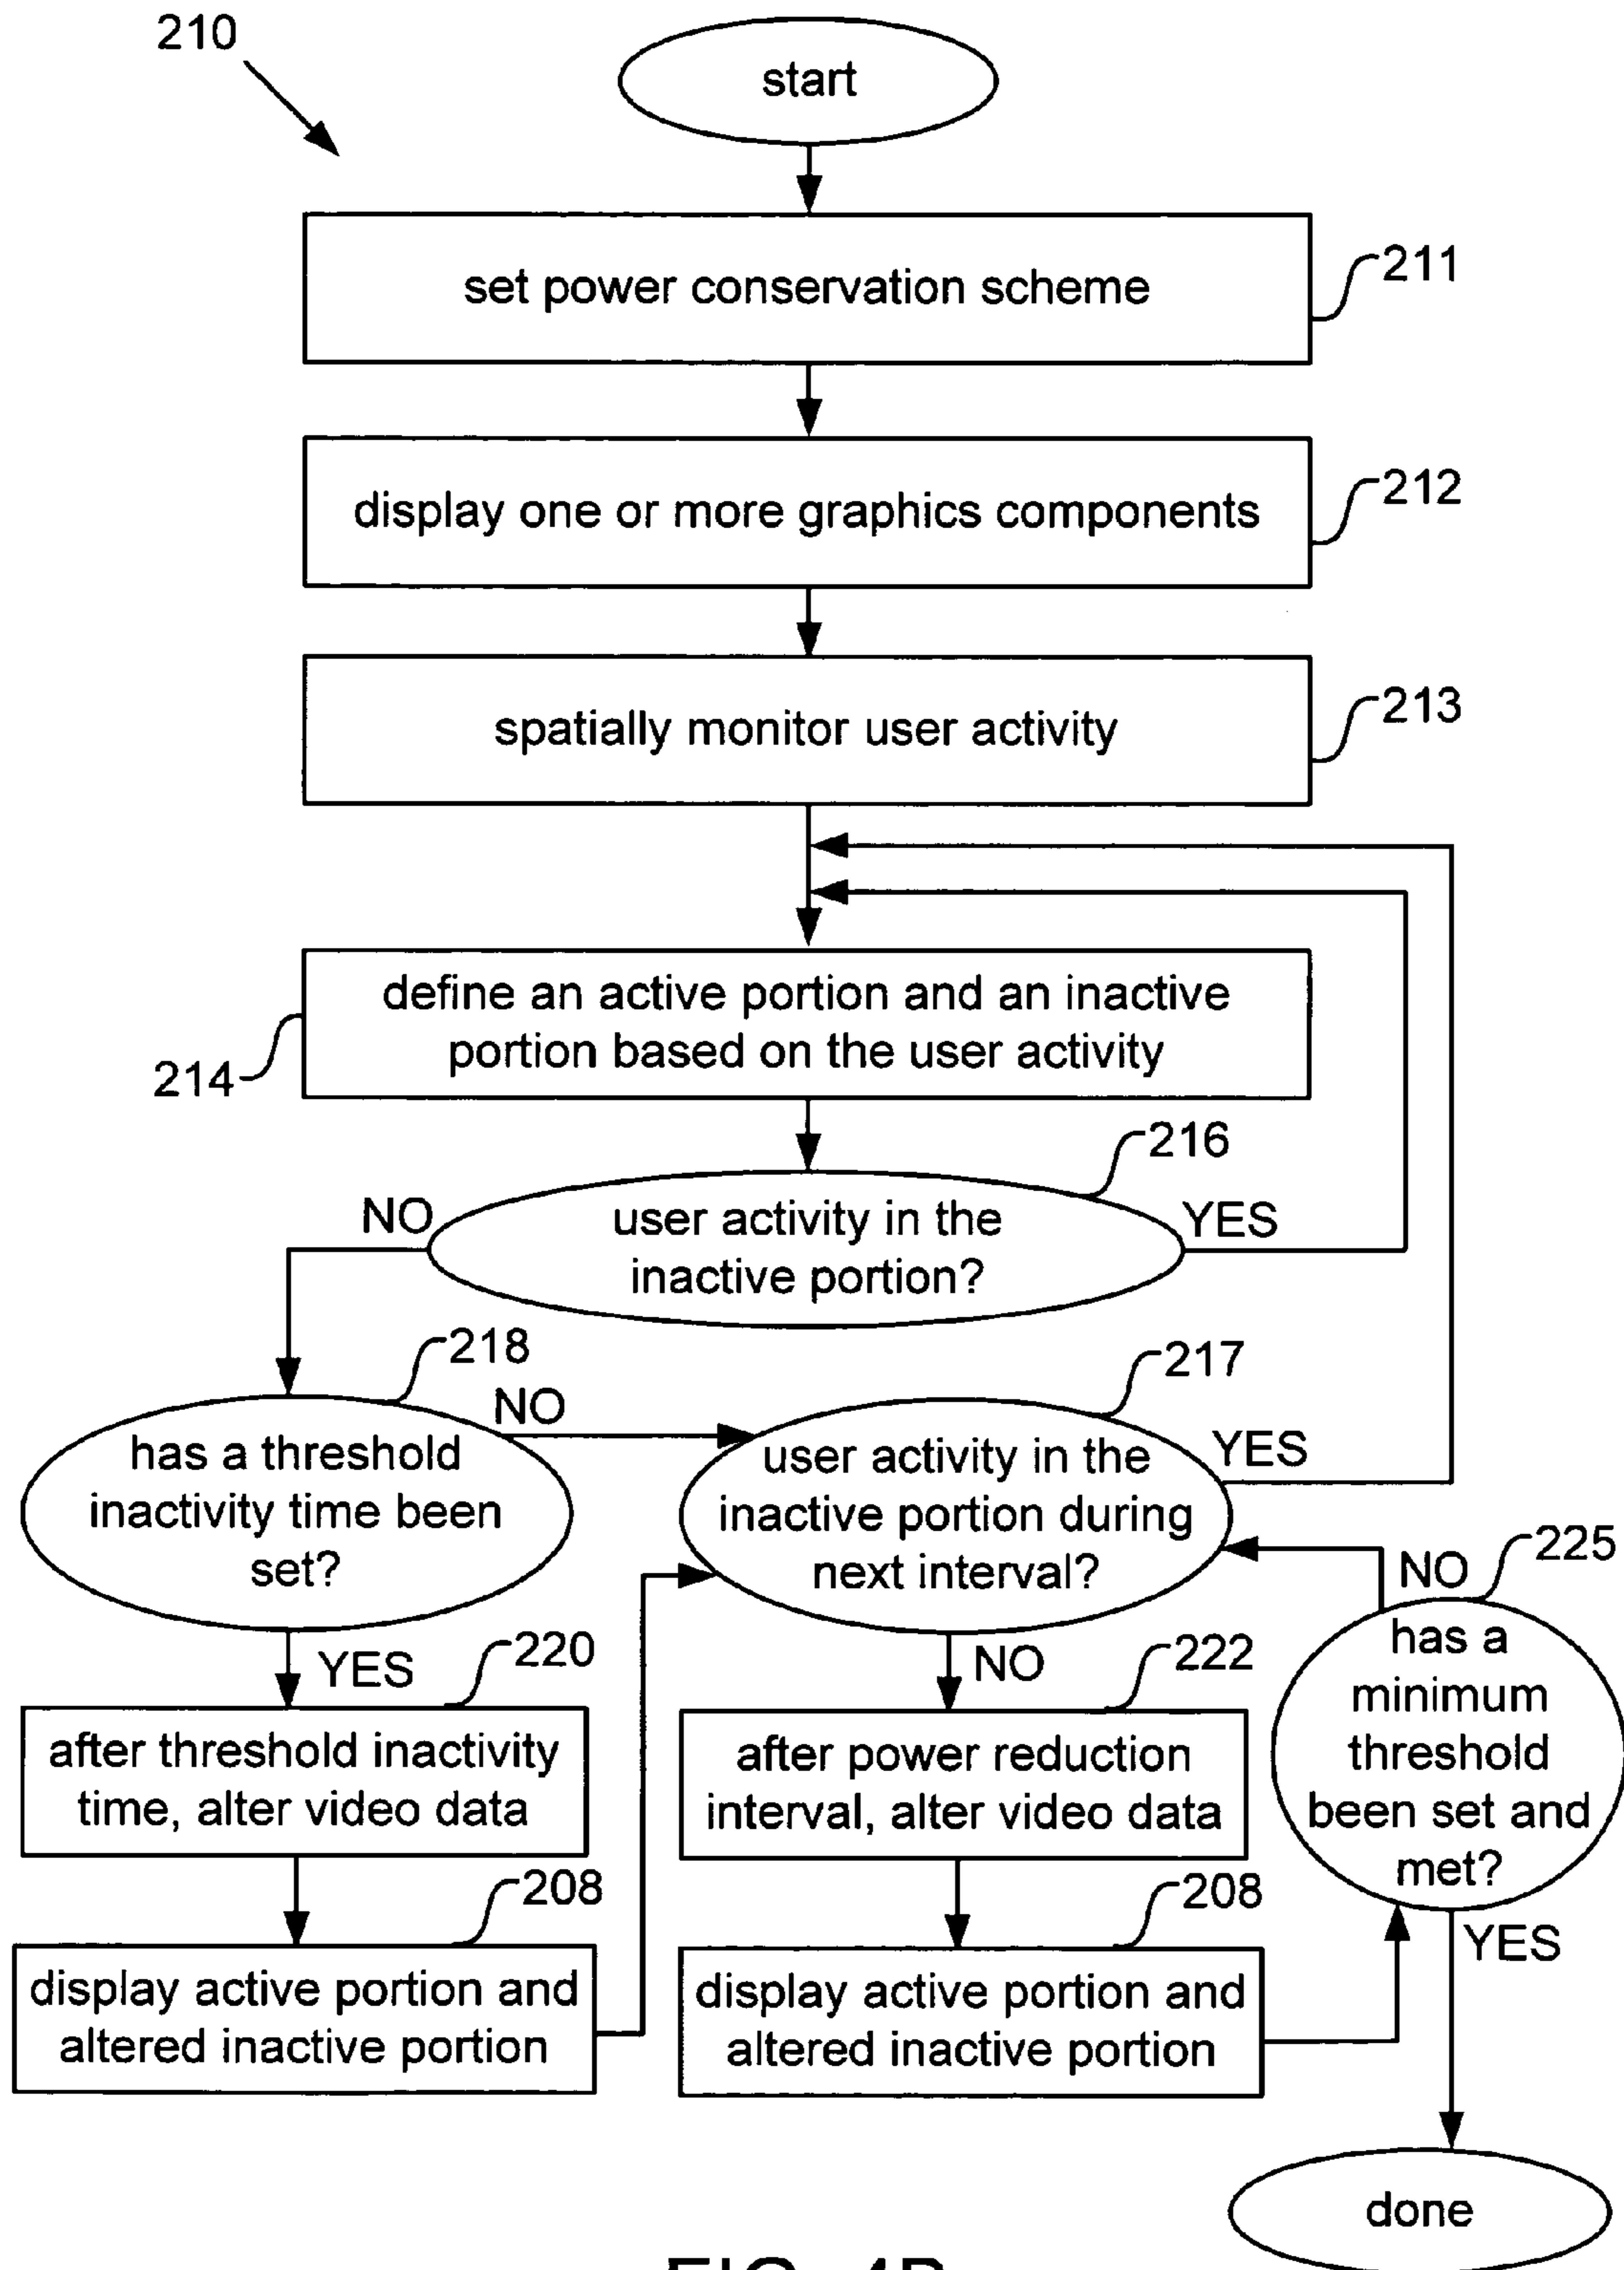 210
start
set power conservation scheme
211
display one or more graphics components
212
spatially monitor user activity
213
define an active portion and an inactive
portion based on the user activity
214
216
NO
user activity in the
inactive portion?
YES
218
217
has a threshold
inactivity time been
set?
NO
user activity in the
inactive portion during
next interval?
YES
225
NO
has a
minimum
threshold
been set and
met?
YES
220
NO
222
after threshold inactivity
time, alter video data
after power reduction
interval, alter video data
208
208
YES
display active portion and
altered inactive portion
display active portion and
altered inactive portion
done
FIG. 4B